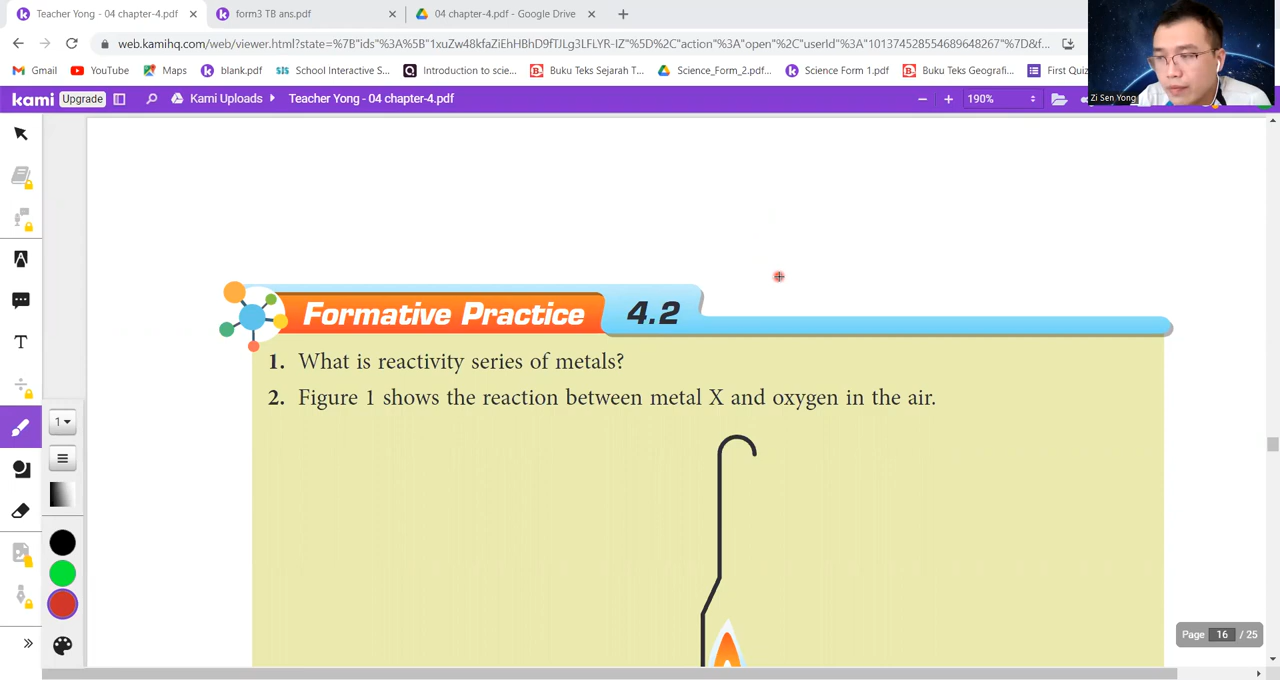 Teacher Yong - 04 chapter-4.pdf
form3 TB ans.pdf
04 chapter-4.pdf - Google Drive
web.kamihq.com/web/viewer.html?state=%7B"ids"%3A%5B"1xuZw48kfaZiEhHBhD9fTJLg3LFLYR-IZ"%5D%2C"action"%3A"open"%2C"userId"%3A"101374528554689648267"%7D&f...
Gmail
YouTube
Maps
blank.pdf
SIS School Interactive S...
Introduction to scie...
Buku Teks Sejarah T...
Science_Form_2.pdf...
Science Form 1.pdf
Buku Teks Geografi...
First Quiz
Zi Sen Yong
kami Upgrade
Kami Uploads
Teacher Yong - 04 chapter-4.pdf
190%
Formative Practice 4.2
1. What is reactivity series of metals?
2. Figure 1 shows the reaction between metal X and oxygen in the air.
A
T
1
Page 16 / 25